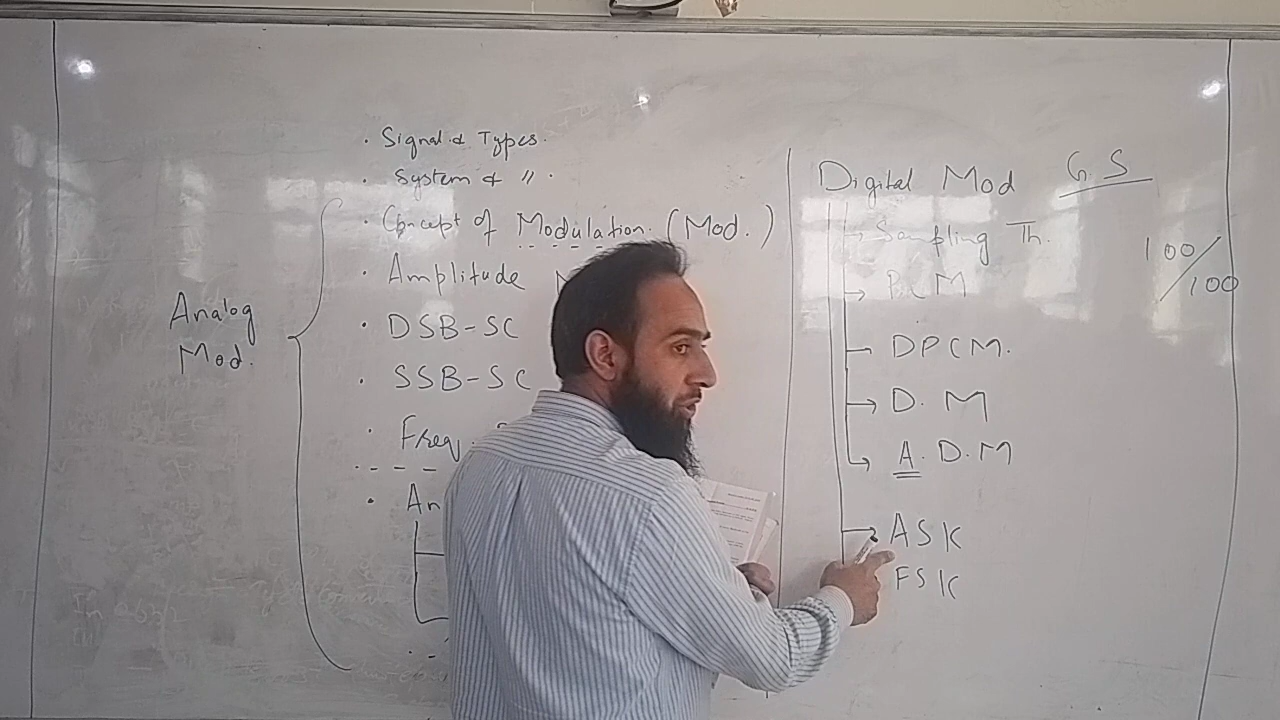 · Signal & Types.
· System & " .
· Concept of Modulation. (Mod.)
· Amplitude
· DSB-SC
· SSB-SC
· Freq.
Analog
Mod.
Digital Mod G.S
→ Sampling Th.
→ PCM
DPCM.
→ D.M
→ A.D.M
→ ASK
FSK
100/100